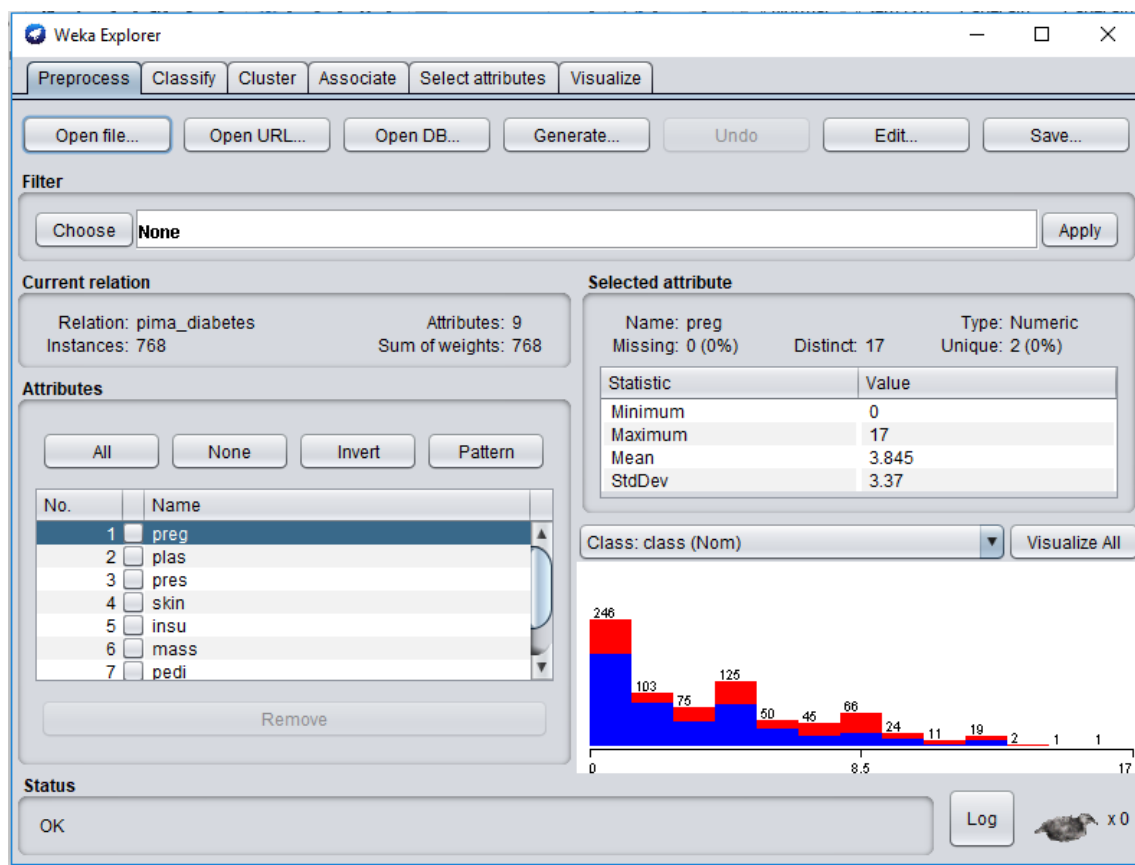 Weka Explorer
Preprocess Classify Cluster Associate Select attributes Visualize
Open file... Open URL... Open DB... Generate... Undo Edit... Save...
Filter
Choose None Apply
Current relation
Relation: pima_diabetes Attributes: 9
Instances: 768 Sum of weights: 768
Attributes
All None Invert Pattern
No. Name
1 preg
2 plas
3 pres
4 skin
5 insu
6 mass
7 pedi
Remove
Selected attribute
Name: preg Type: Numeric
Missing: 0 (0%) Distinct: 17 Unique: 2 (0%)
Statistic Value
Minimum 0
Maximum 17
Mean 3.845
StdDev 3.37
Class: class (Nom) Visualize All
246 103 75 125 50 45 66 24 11 19 2 1 1
0 8.5 17
Status
OK
Log x 0